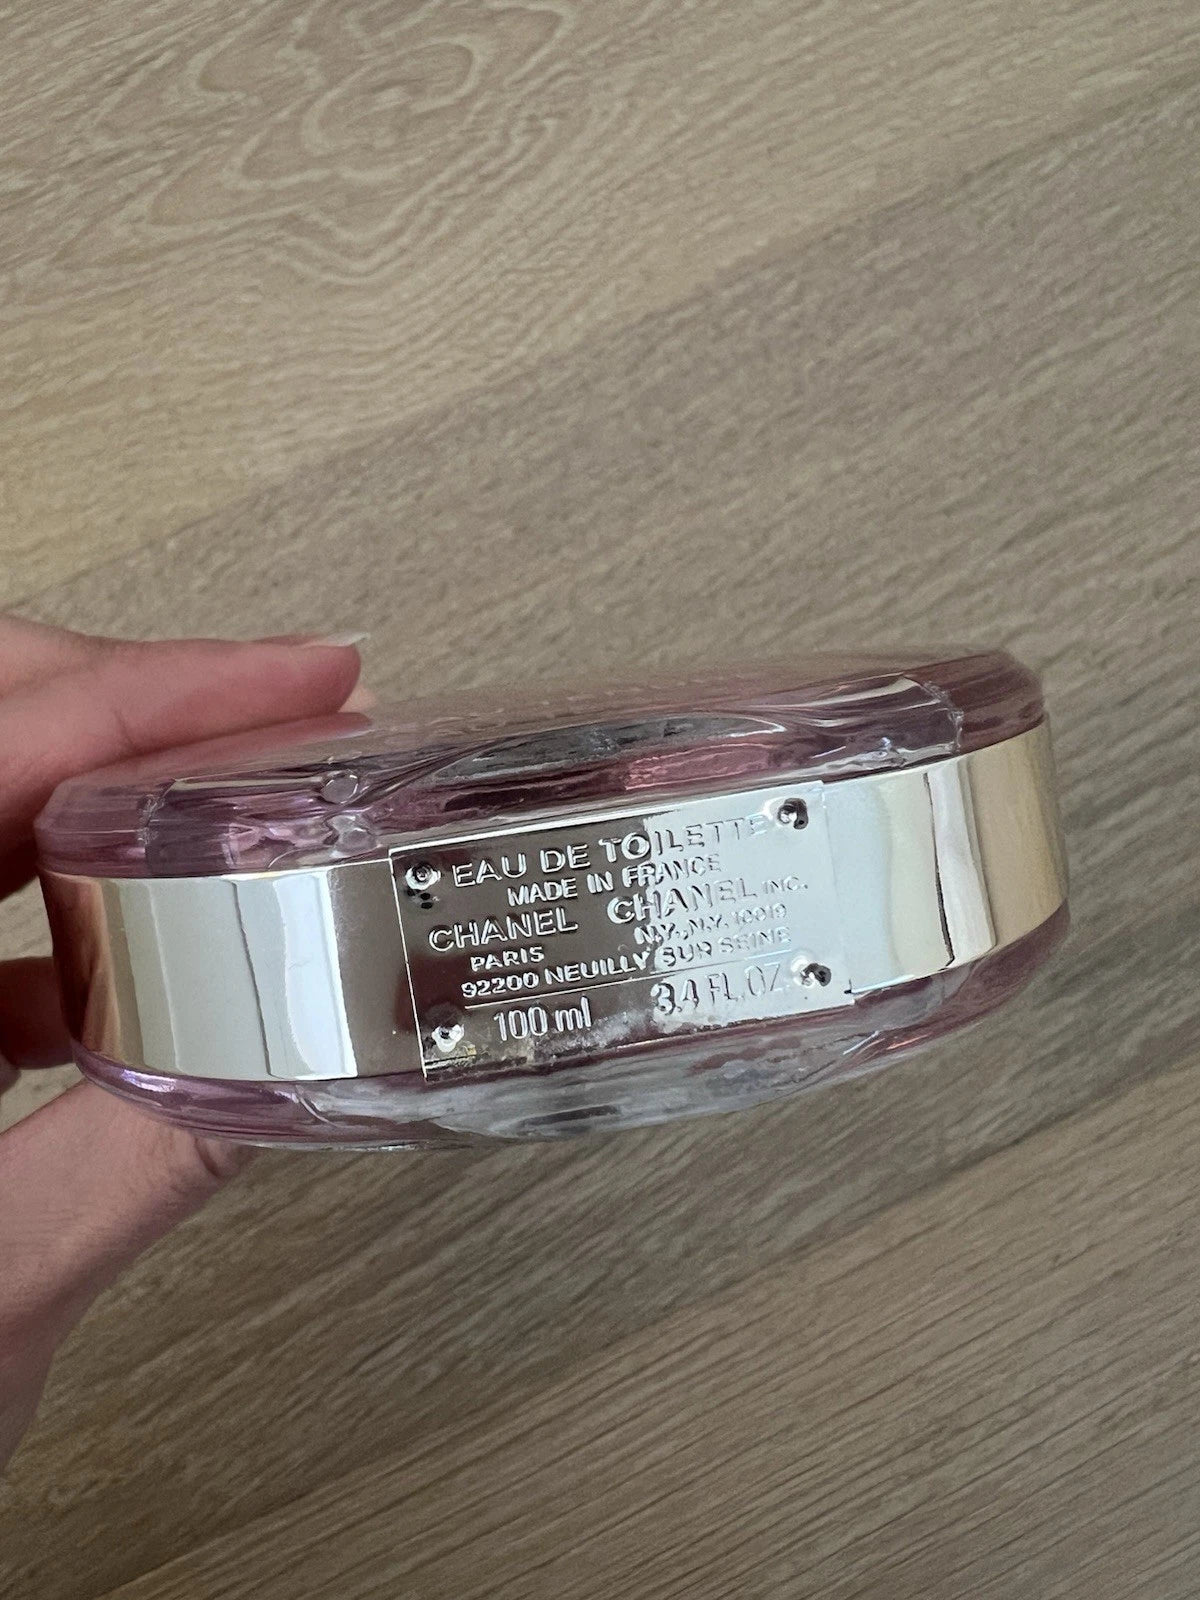 EAU DE TOILETTE
MADE IN FRANCE
CHANEL CHANEL INC.
PARIS N.Y., N.Y. 10019
92200 NEUILLY SUR SEINE
100 ml 3.4 FL. OZ.